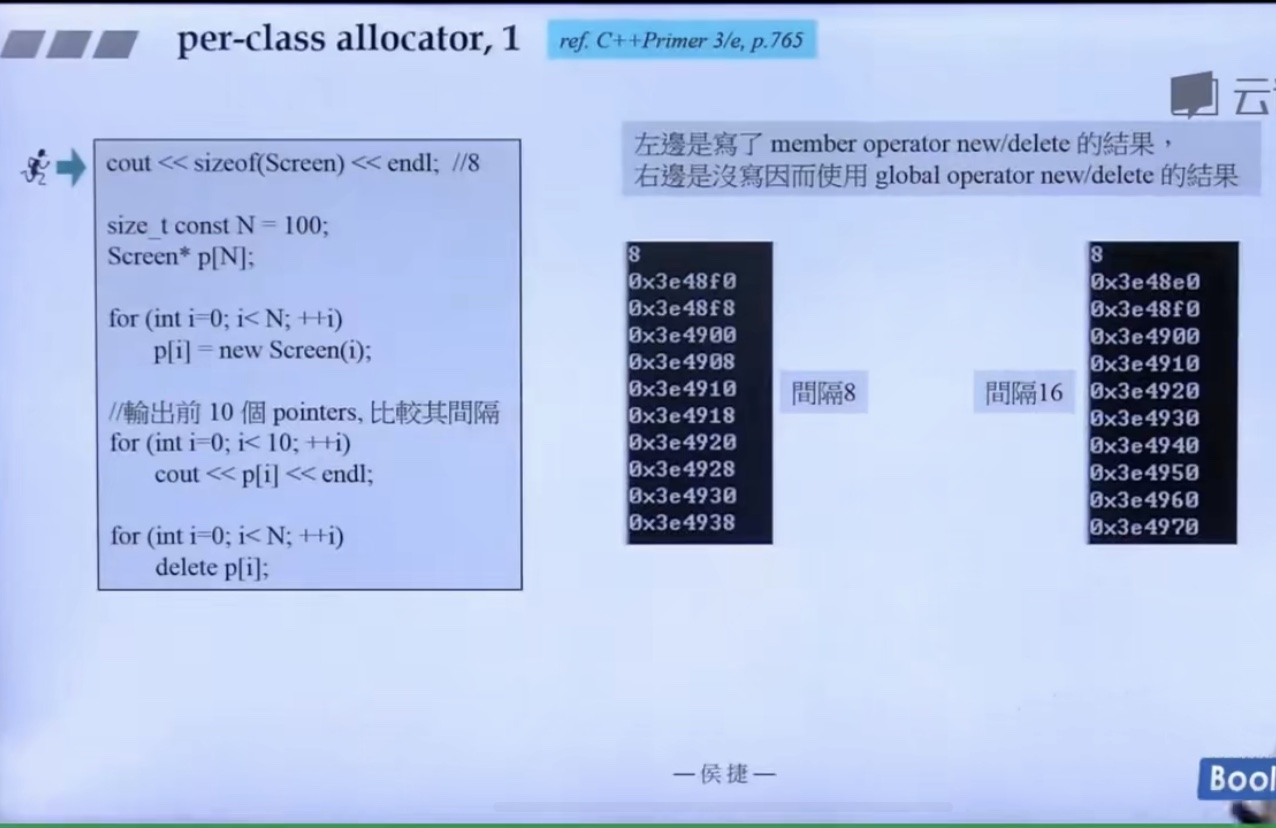 per-class allocator, 1
ref. C++Primer 3/e, p.765
云
cout << sizeof(Screen) << endl; //8
size_t const N = 100;
Screen* p[N];
for (int i=0; i< N; ++i)
p[i] = new Screen(i);
//輸出前 10 個 pointers, 比較其間隔
for (int i=0; i< 10; ++i)
cout << p[i] << endl;
for (int i=0; i< N; ++i)
delete p[i];
左邊是寫了 member operator new/delete 的結果，
右邊是沒寫因而使用 global operator new/delete 的結果
8
0x3e48f0
0x3e48f8
0x3e4900
0x3e4908
0x3e4910
0x3e4918
0x3e4920
0x3e4928
0x3e4930
0x3e4938
間隔8
間隔16
8
0x3e48e0
0x3e48f0
0x3e4900
0x3e4910
0x3e4920
0x3e4930
0x3e4940
0x3e4950
0x3e4960
0x3e4970
—侯捷—
Bool